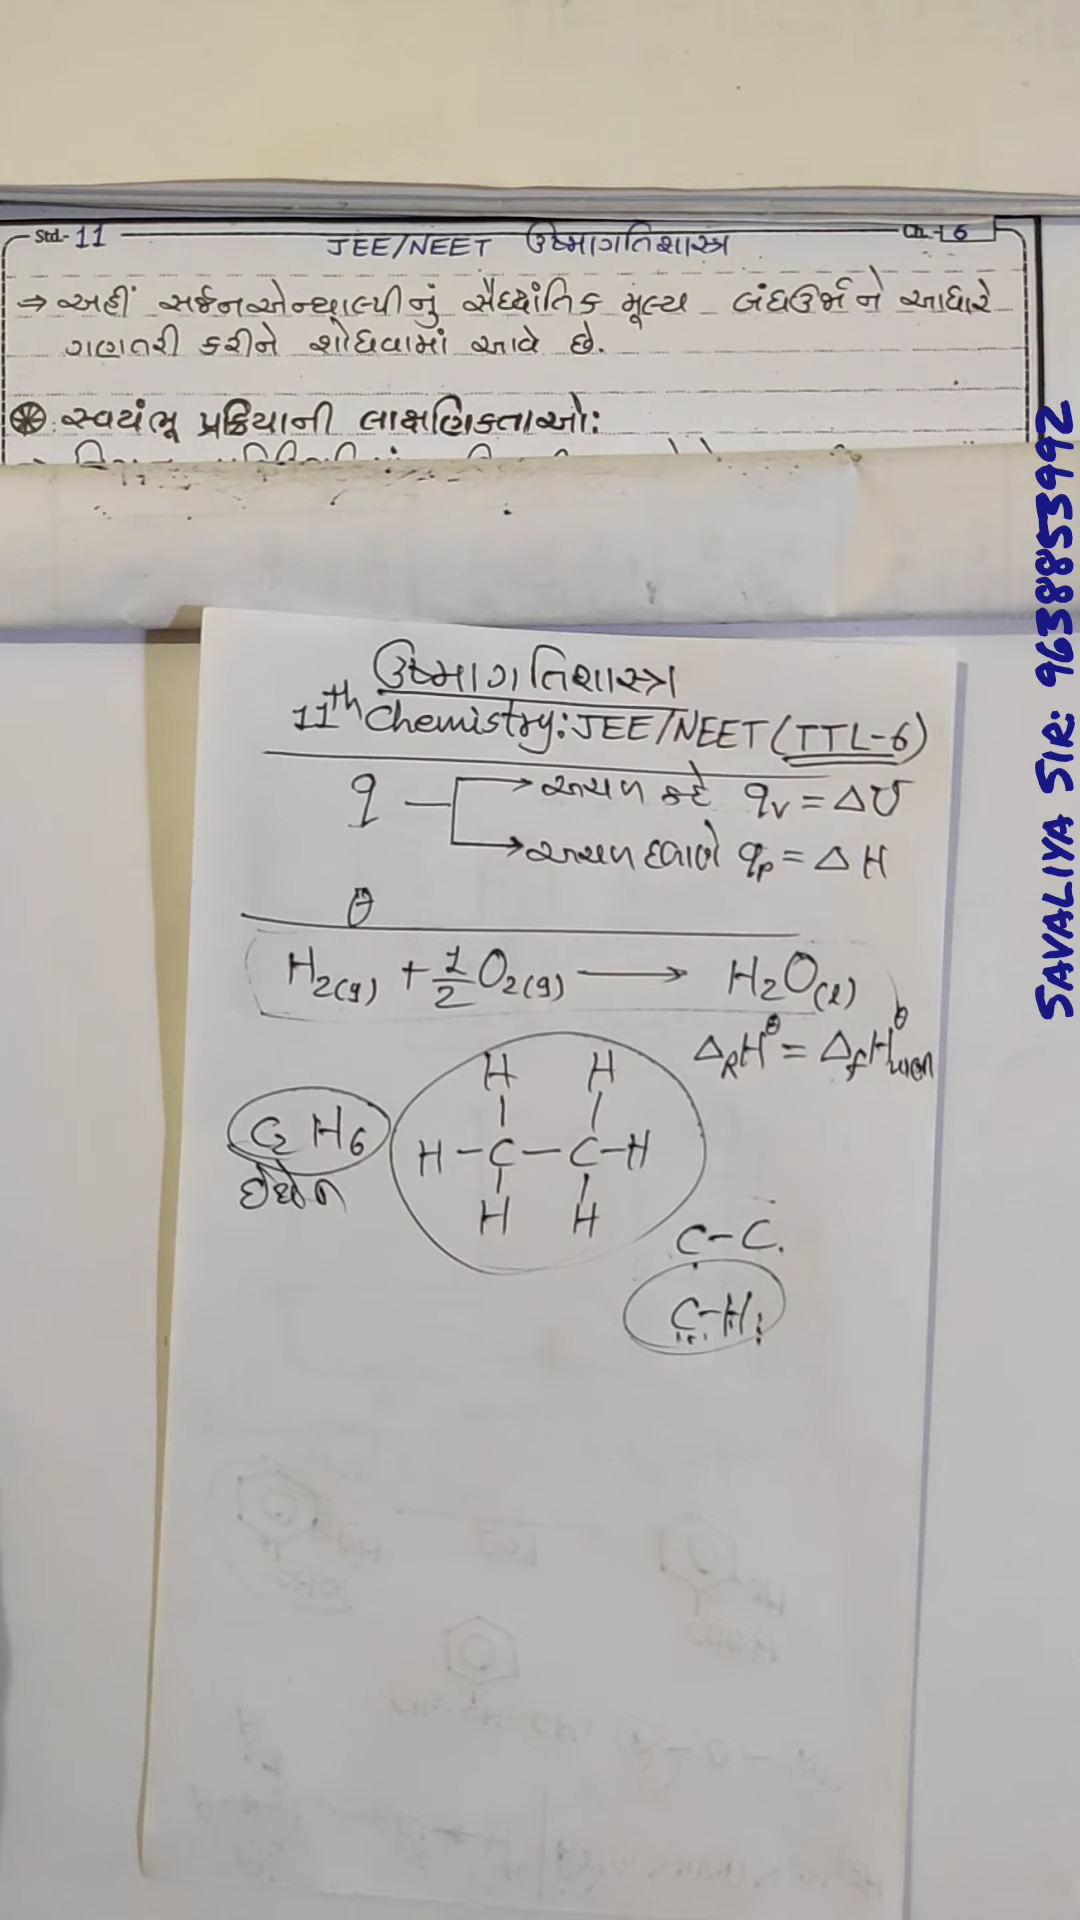 Std- 11
JEE/NEET ઉષ્માગતિશાસ્ત્ર
Ch- 6
⇒ અહીં સર્જનએન્થાલ્પીનું સૈધ્ધાંતિક મૂલ્ય બંધઉર્જાને આધારે
ગણતરી કરીને શોધવામાં આવે છે.
સ્વયંભૂ પ્રક્રિયાની લાક્ષણિકતાઓ:
SAVALIYA SIR: 9638853992
ઉષ્માગતિશાસ્ત્ર
11th Chemistry: JEE/NEET (TTL-6)
q → અચળ કદે qv = ΔU
→ અચળ દબાણે qp = ΔH
θ
H2(g) + 1/2 O2(g) → H2O(l)
ΔRHθ = ΔfHθ
H H
C2H6 H-C-C-H
ઈથેન H H
C-C.
C-H: